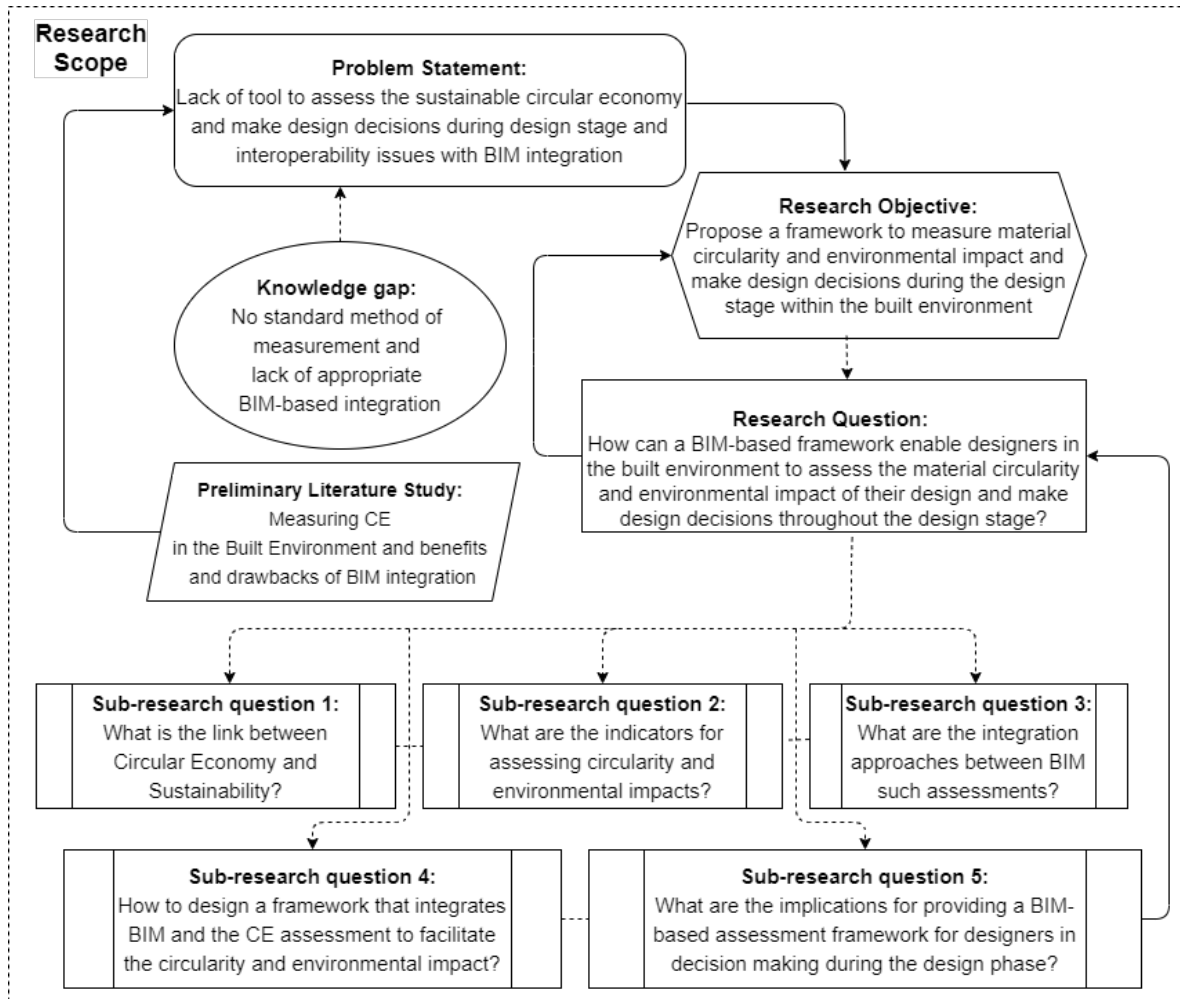 Research
Scope
Problem Statement:
Lack of tool to assess the sustainable circular economy
and make design decisions during design stage and
interoperability issues with BIM integration
Research Objective:
Propose a framework to measure material
circularity and environmental impact and
make design decisions during the design
stage within the built environment
Knowledge gap:
No standard method of
measurement and
lack of appropriate
BIM-based integration
Research Question:
How can a BIM-based framework enable designers in
the built environment to assess the material circularity
and environmental impact of their design and make
design decisions throughout the design stage?
Preliminary Literature Study:
Measuring CE
in the Built Environment and benefits
and drawbacks of BIM integration
Sub-research question 1:
What is the link between
Circular Economy and
Sustainability?
Sub-research question 2:
What are the indicators for
assessing circularity and
environmental impacts?
Sub-research question 3:
What are the integration
approaches between BIM
such assessments?
Sub-research question 4:
How to design a framework that integrates
BIM and the CE assessment to facilitate
the circularity and environmental impact?
Sub-research question 5:
What are the implications for providing a BIM-
based assessment framework for designers in
decision making during the design phase?